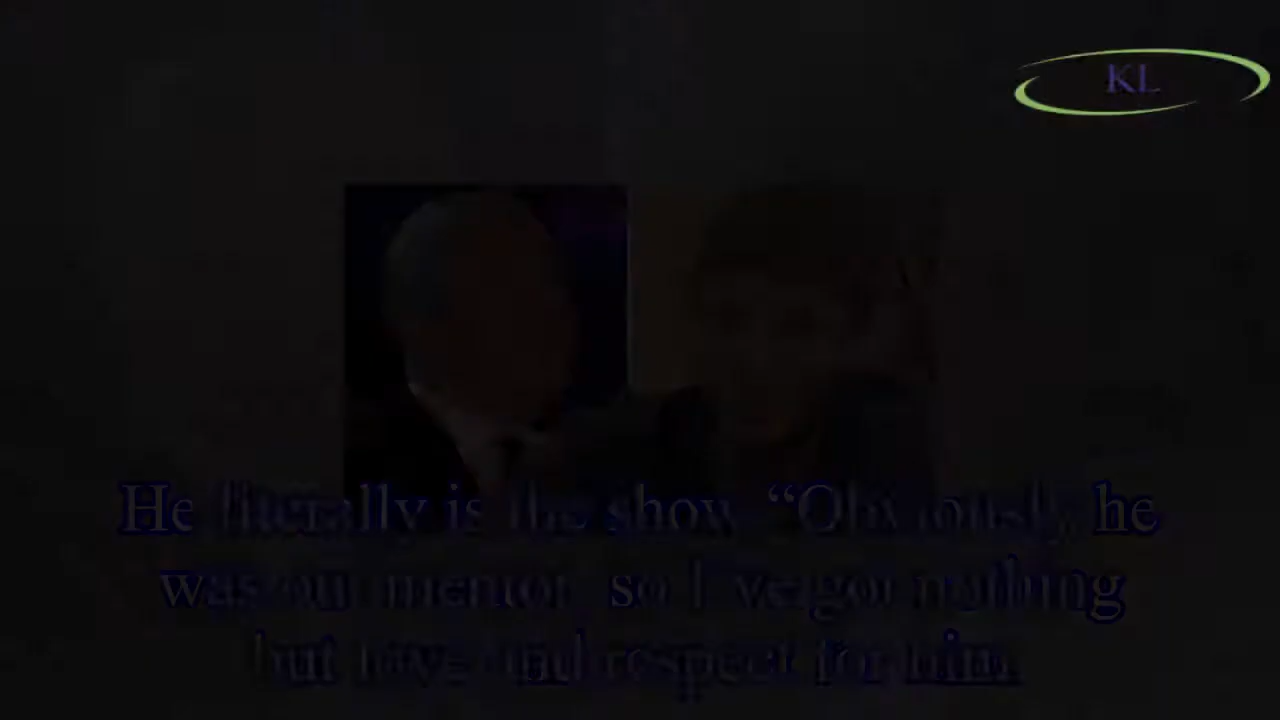 KL
He literally is the show. “Obviously he
was our mentor, so I’ve got nothing
but love and respect for him.